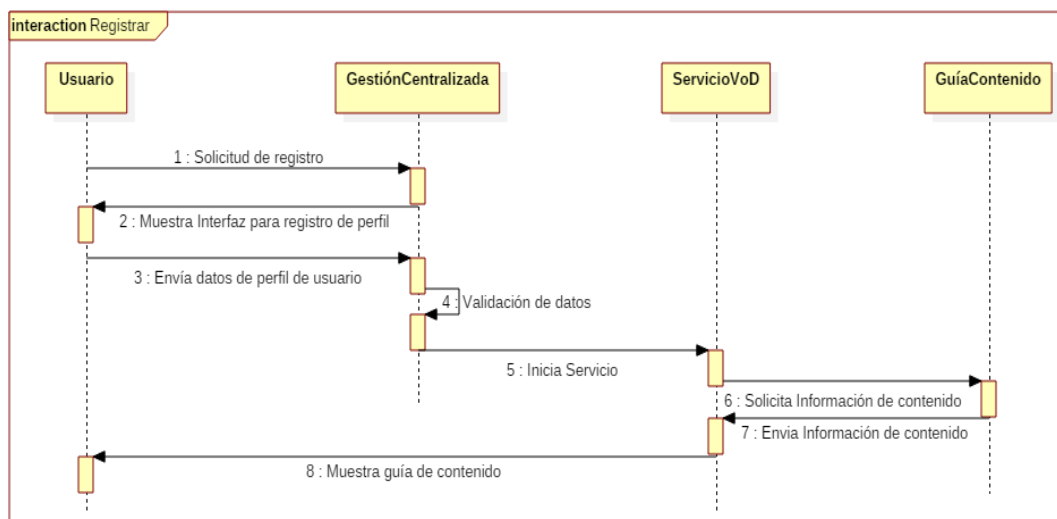 interaction Registrar
Usuario
GestiónCentralizada
ServicioVoD
GuíaContenido
1 : Solicitud de registro
2 : Muestra Interfaz para registro de perfil
3 : Envía datos de perfil de usuario
4 : Validación de datos
5 : Inicia Servicio
6 : Solicita Información de contenido
7 : Envia Información de contenido
8 : Muestra guía de contenido